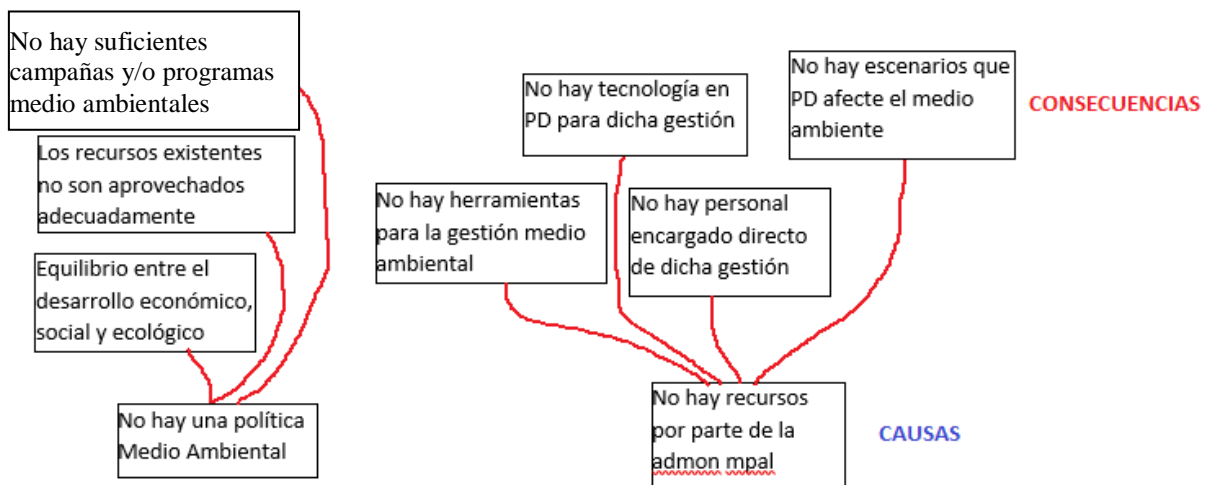 No hay suficientes
campañas y/o programas
medio ambientales
Los recursos existentes
no son aprovechados
adecuadamente
Equilibrio entre el
desarrollo económico,
social y ecológico
No hay una política
Medio Ambiental
No hay tecnología en
PD para dicha gestión
No hay escenarios que
PD afecte el medio
ambiente
CONSECUENCIAS
No hay herramientas
para la gestión medio
ambiental
No hay personal
encargado directo
de dicha gestión
No hay recursos
por parte de la
admon mpal
CAUSAS